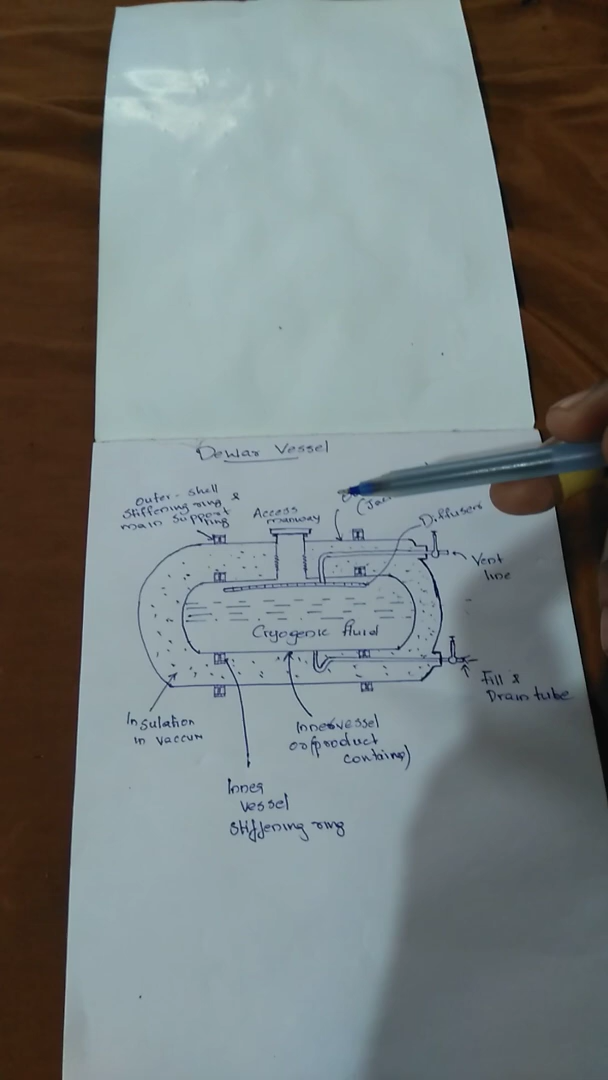 Dewar Vessel
Outer-shell
Stiffening ring &
main Support
ring
Access
manway
Diffuser
Vent
line
Cryogenic fluid
Fill &
Drain tube
Insulation
in vaccum
Inner vessel
or (product
container)
Inner
vessel
Stiffening ring